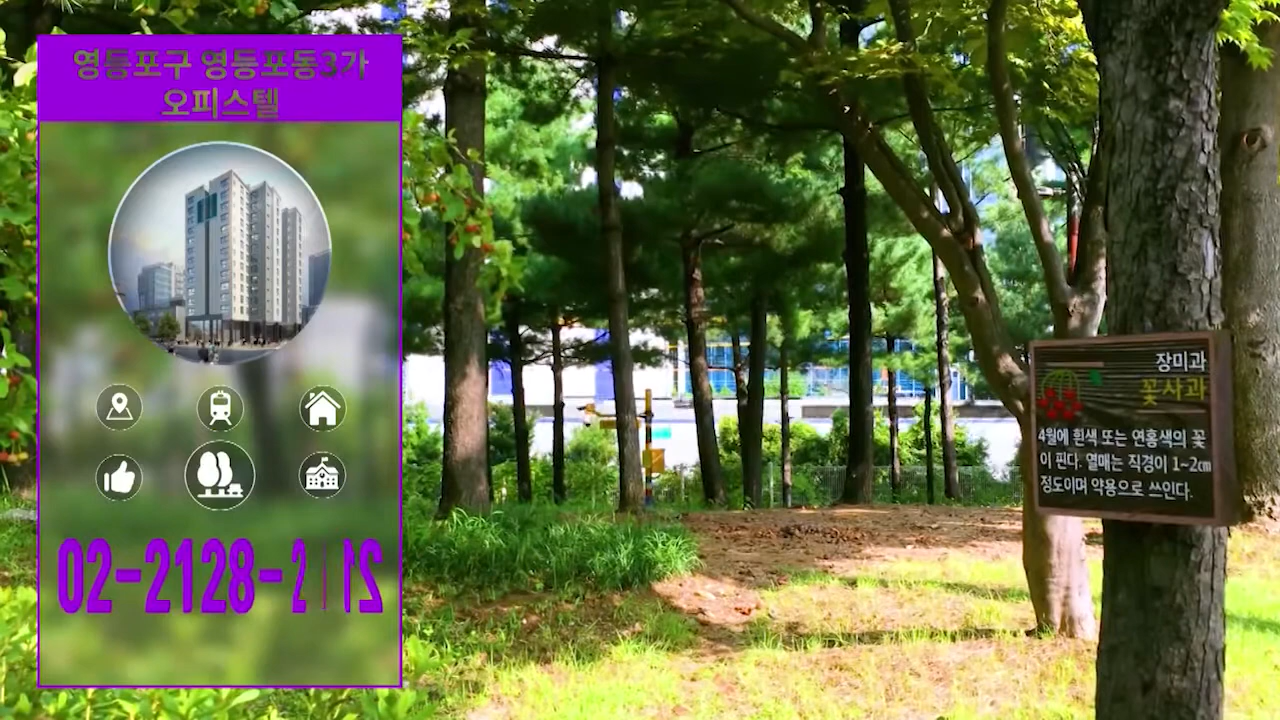 영등포구 영등포동3가
오피스텔
02-2128-
장미과
꽃사과
4월에 흰색 또는 연홍색의 꽃
이 핀다. 열매는 직경이 1~2㎝
정도이며 약용으로 쓰인다.